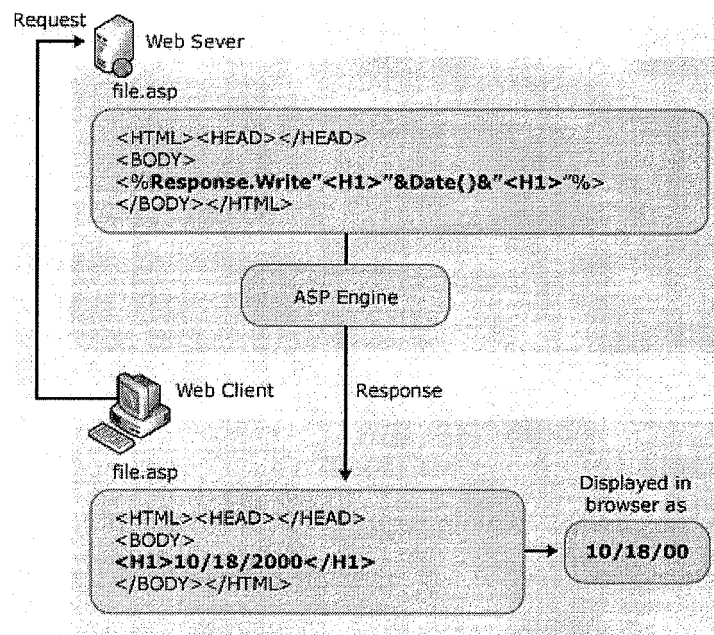 Request
Web Sever
file.asp
<HTML><HEAD></HEAD>
<BODY>
<%Response.Write"<H1>"&Date()&"<H1>"%>
</BODY></HTML>
ASP Engine
Web Client
Response
file.asp
<HTML><HEAD></HEAD>
<BODY>
<H1>10/18/2000</H1>
</BODY></HTML>
Displayed in
browser as
10/18/00